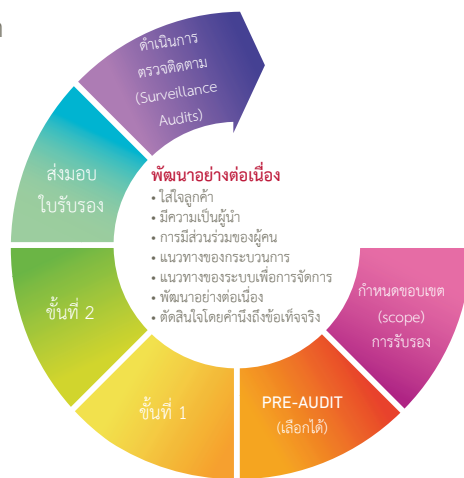 ดำเนินการ
ตรวจติดตาม
(Surveillance
Audits)
ส่งมอบ
ใบรับรอง
ขั้นที่ 2
ขั้นที่ 1
PRE-AUDIT
(เลือกได้)
กำหนดขอบเขต
(scope)
การรับรอง
พัฒนาอย่างต่อเนื่อง
• ใส่ใจลูกค้า
• มีความเป็นผู้นำ
• การมีส่วนร่วมของผู้คน
• แนวทางของกระบวนการ
• แนวทางของระบบเพื่อการจัดการ
• พัฒนาอย่างต่อเนื่อง
• ตัดสินใจโดยคำนึงถึงข้อเท็จจริง